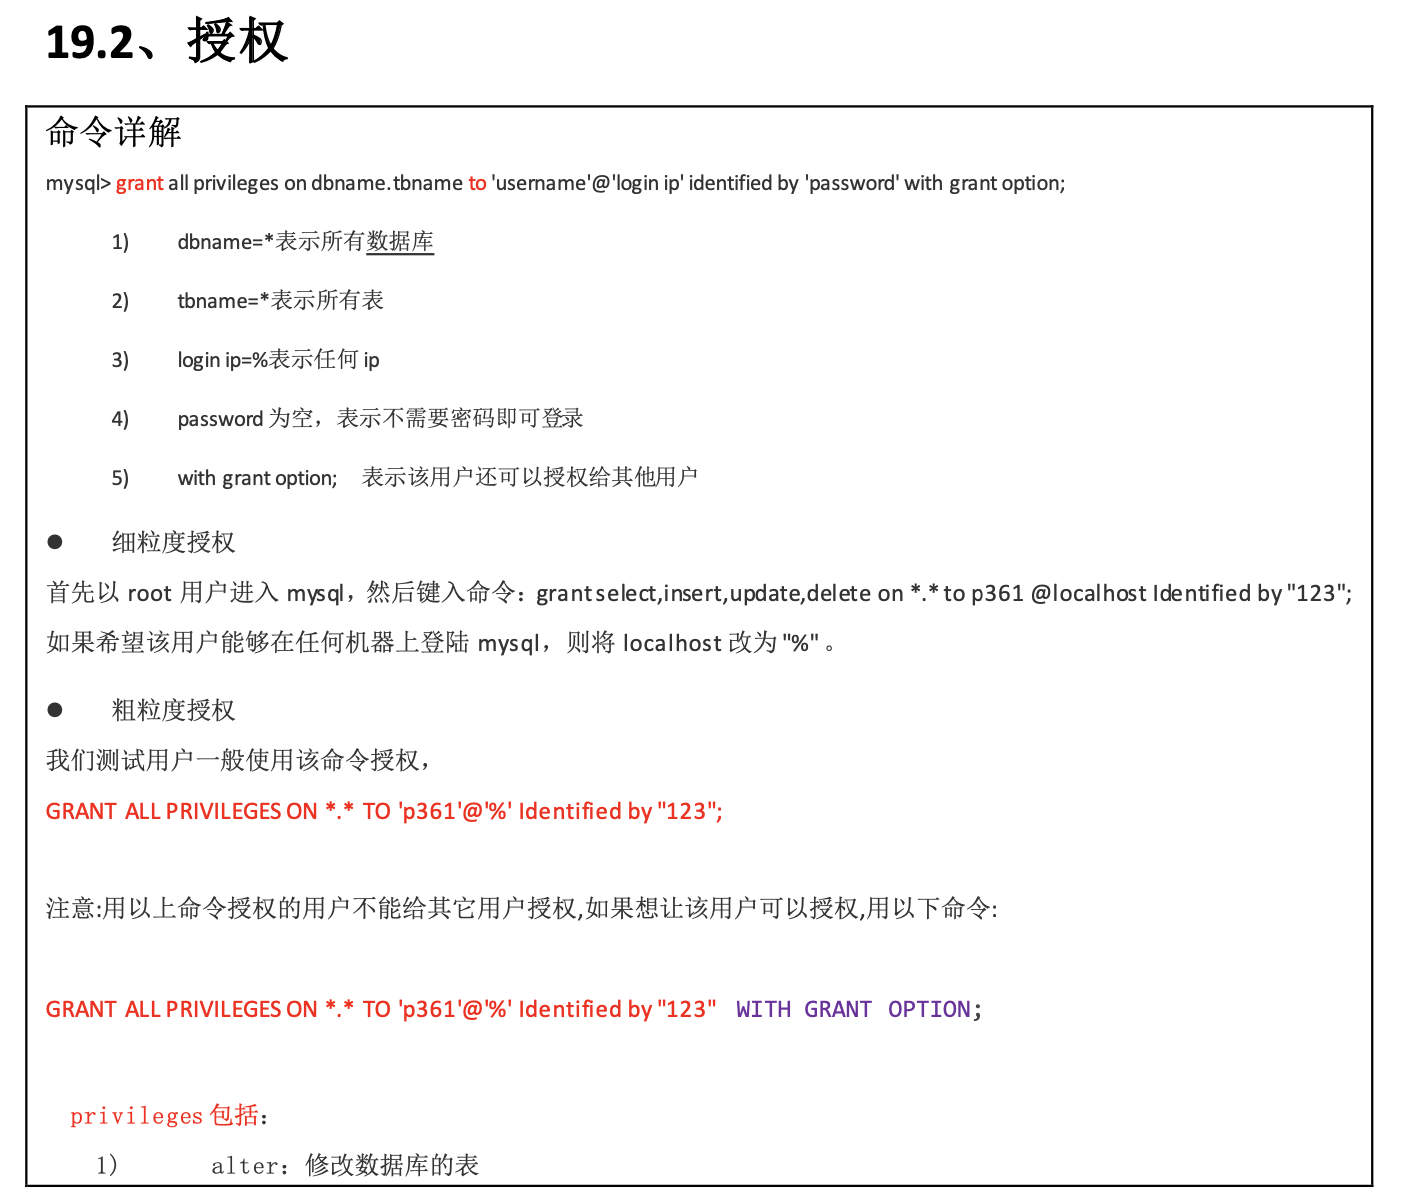 19.2、授权
命令详解
mysql> grant all privileges on dbname.tbname to 'username'@'login ip' identified by 'password' with grant option;
1) dbname=*表示所有数据库
2) tbname=*表示所有表
3) login ip=%表示任何 ip
4) password 为空，表示不需要密码即可登录
5) with grant option; 表示该用户还可以授权给其他用户
● 细粒度授权
首先以 root 用户进入 mysql，然后键入命令：grant select,insert,update,delete on *.* to p361 @localhost Identified by "123";
如果希望该用户能够在任何机器上登陆 mysql，则将 localhost 改为 "%" 。
● 粗粒度授权
我们测试用户一般使用该命令授权，
GRANT ALL PRIVILEGES ON *.* TO 'p361'@'%' Identified by "123";
注意:用以上命令授权的用户不能给其它用户授权,如果想让该用户可以授权,用以下命令:
GRANT ALL PRIVILEGES ON *.* TO 'p361'@'%' Identified by "123" WITH GRANT OPTION;
privileges 包括：
1) alter：修改数据库的表